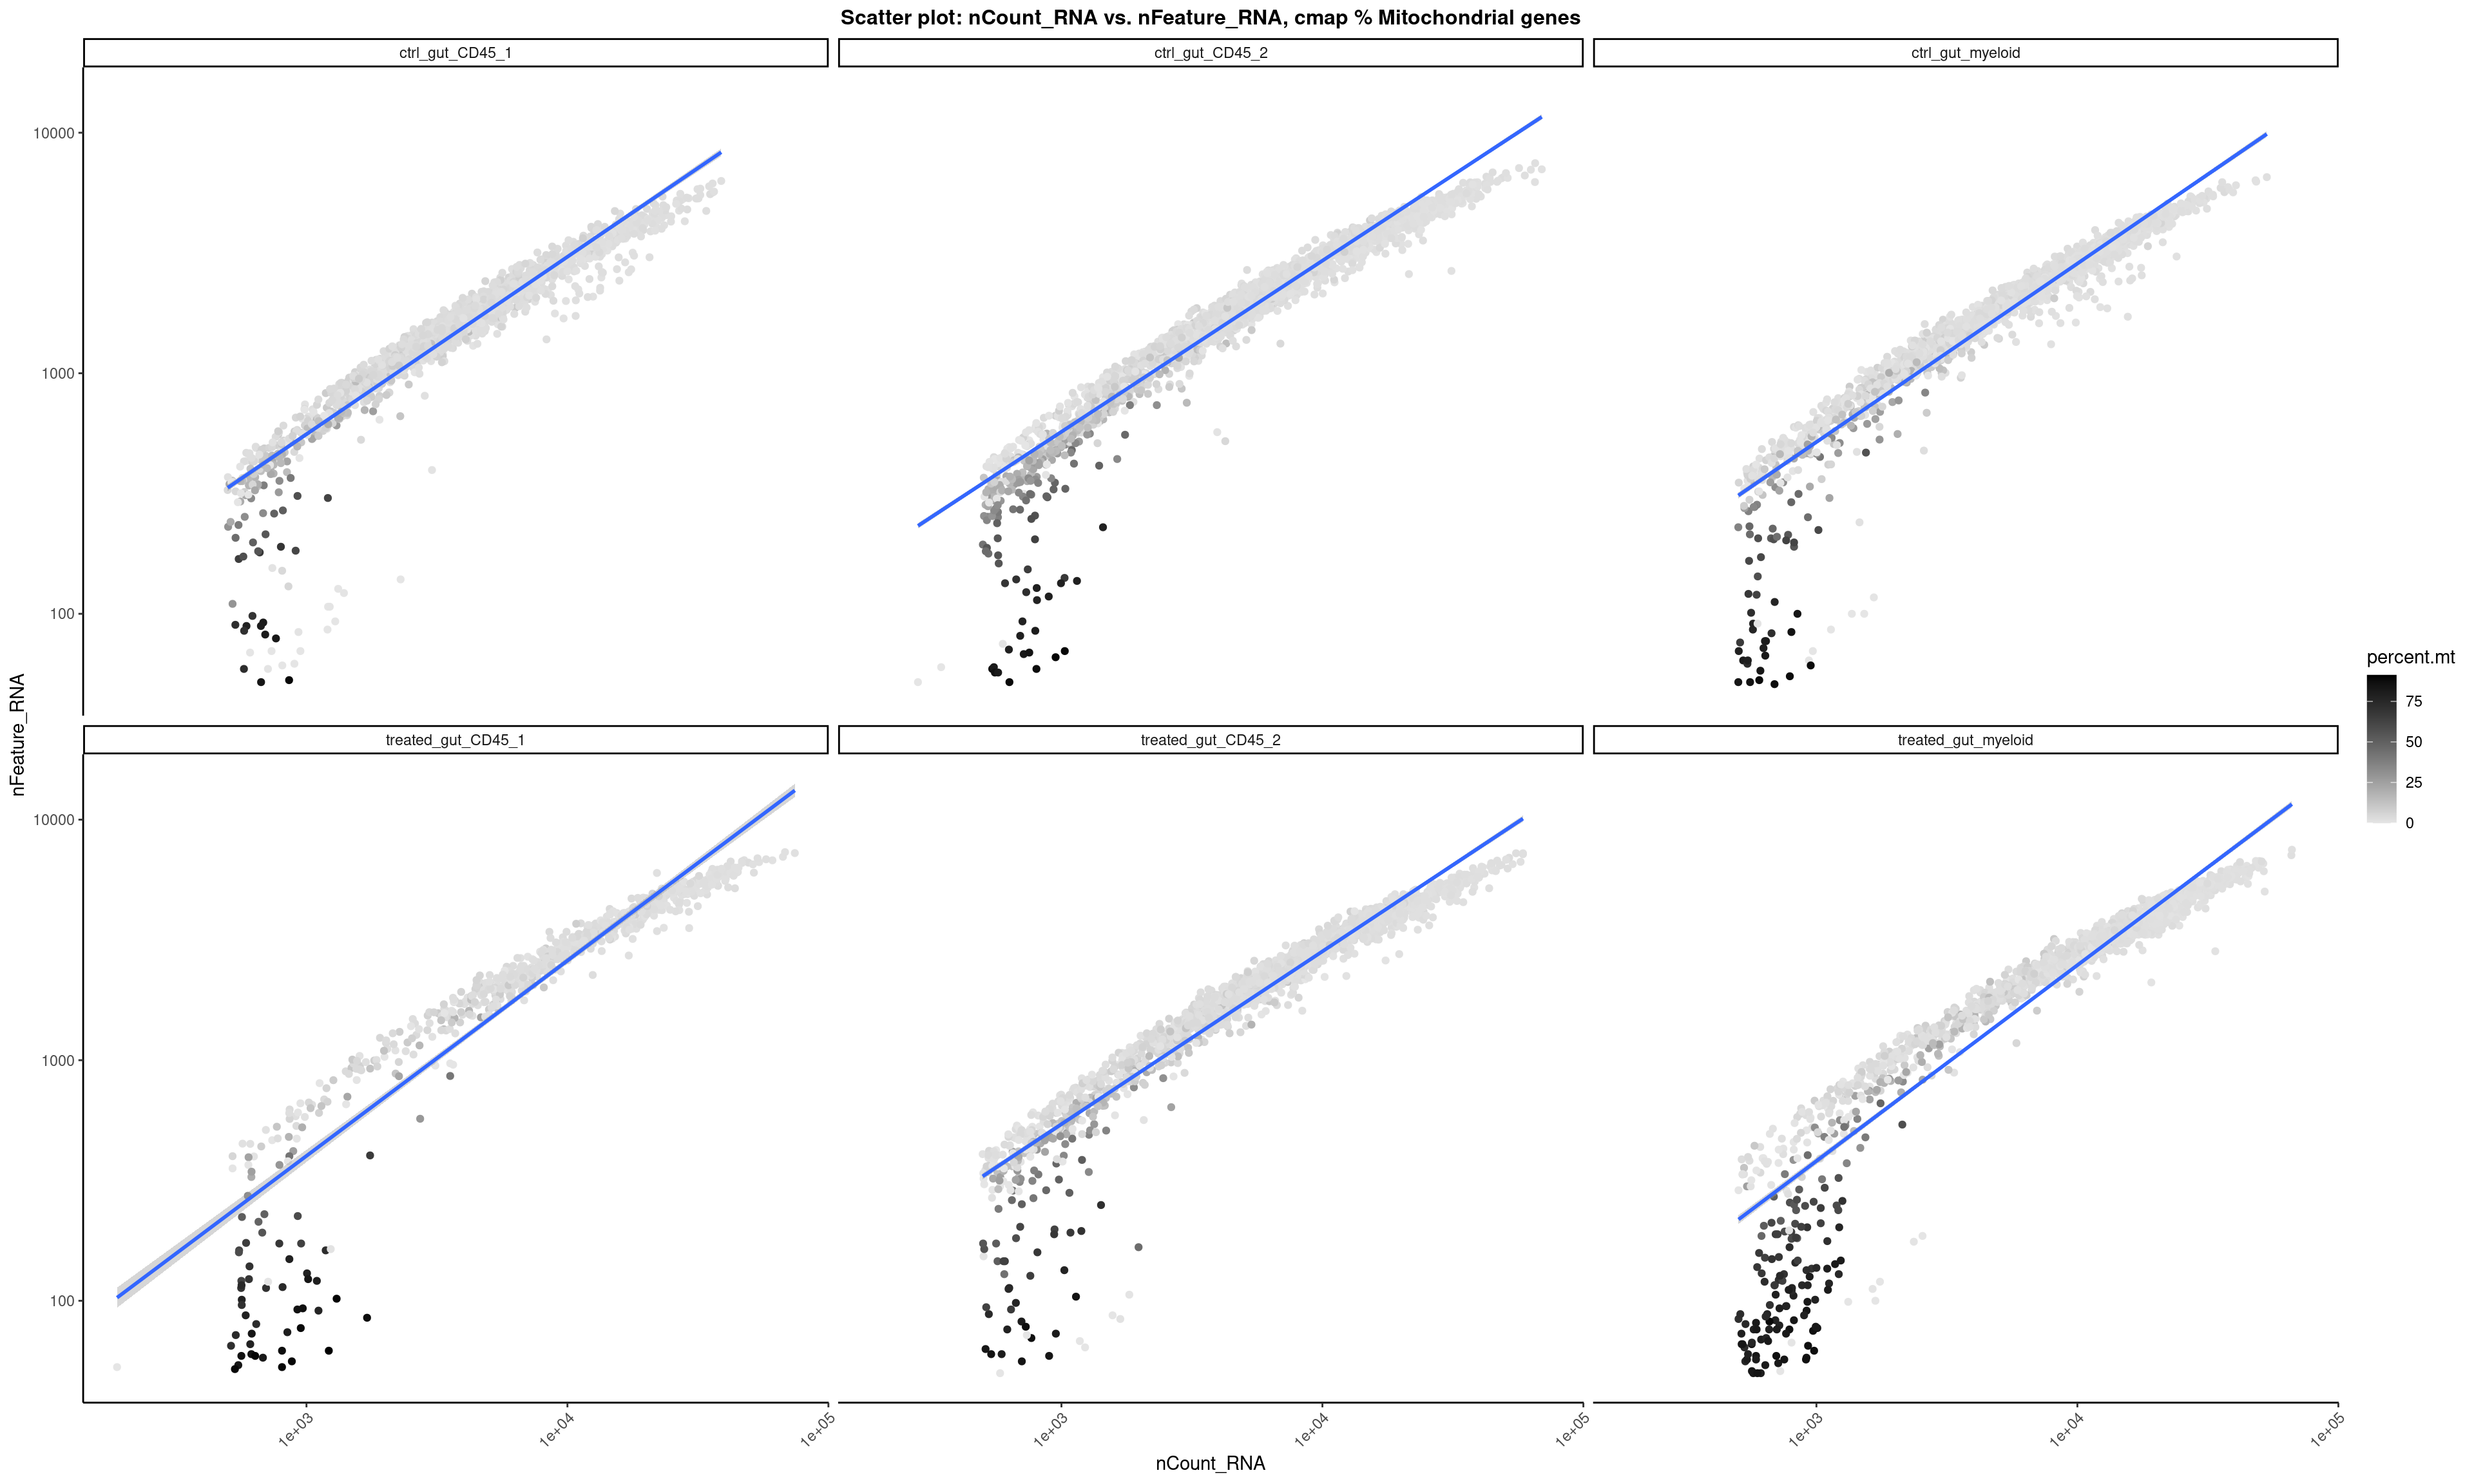 Scatter plot: nCount_RNA vs. nFeature_RNA, cmap % Mitochondrial genes
ctrl_gut_CD45_1
ctrl_gut_CD45_2
ctrl_gut_myeloid
10000
1000
100
nFeature_RNA
treated_gut_CD45_1
treated_gut_CD45_2
treated_gut_myeloid
10000
1000
100
1e+03
1e+04
1e+05
1e+03
1e+04
1e+05
1e+03
1e+04
1e+05
nCount_RNA
percent.mt
75
50
25
0